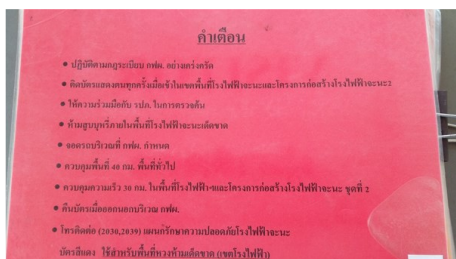 คำเตือน
● ปฏิบัติตามกฎระเบียบ กฟผ. อย่างเคร่งครัด
● ติดบัตรแสดงตนทุกครั้งเมื่อเข้าในเขตพื้นที่โรงไฟฟ้าจะนะและโครงการก่อสร้างโรงไฟฟ้าจะนะ2
● ให้ความร่วมมือกับ รปภ. ในการตรวจค้น
● ห้ามสูบบุหรี่ภายในพื้นที่โรงไฟฟ้าจะนะเด็ดขาด
● จอดรถบริเวณที่ กฟผ. กำหนด
● ควบคุมพื้นที่ 40 กม. พื้นที่ทั่วไป
● ควบคุมความเร็ว 30 กม. ในพื้นที่โรงไฟฟ้าฯและโครงการก่อสร้างโรงไฟฟ้าจะนะ ชุดที่ 2
● คืนบัตรเมื่อออกนอกบริเวณ กฟผ.
● โทรติดต่อ (2030,2039) แผนกรักษาความปลอดภัยโรงไฟฟ้าจะนะ
บัตรสีแดง ใช้สำหรับพื้นที่หวงห้ามเด็ดขาด (เขตโรงไฟฟ้า)